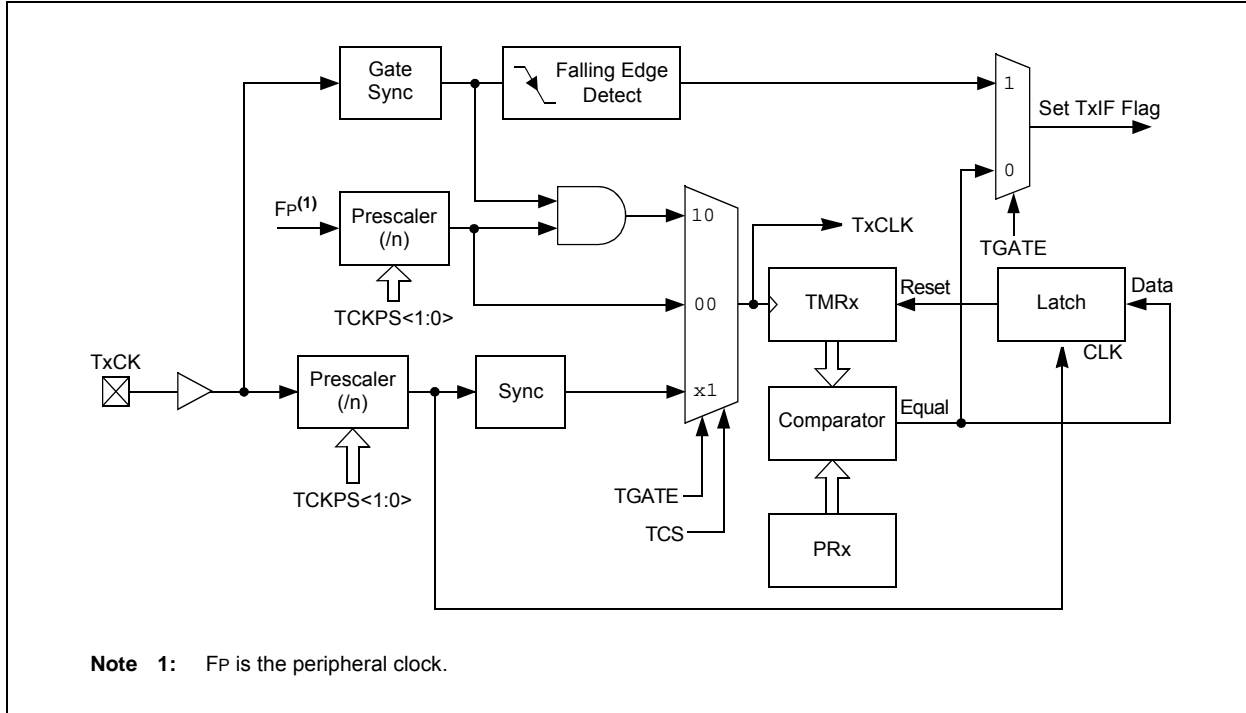 Gate
Sync
Falling Edge
Detect
1
Set TxIF Flag
0
FP(1)
Prescaler
(/n)
10
TxCLK
TGATE
TCKPS<1:0>
00
TMRx
Reset
Latch
Data
CLK
TxCK
Prescaler
(/n)
Sync
x1
Comparator
Equal
TCKPS<1:0>
TGATE
TCS
PRx
Note 1: FP is the peripheral clock.